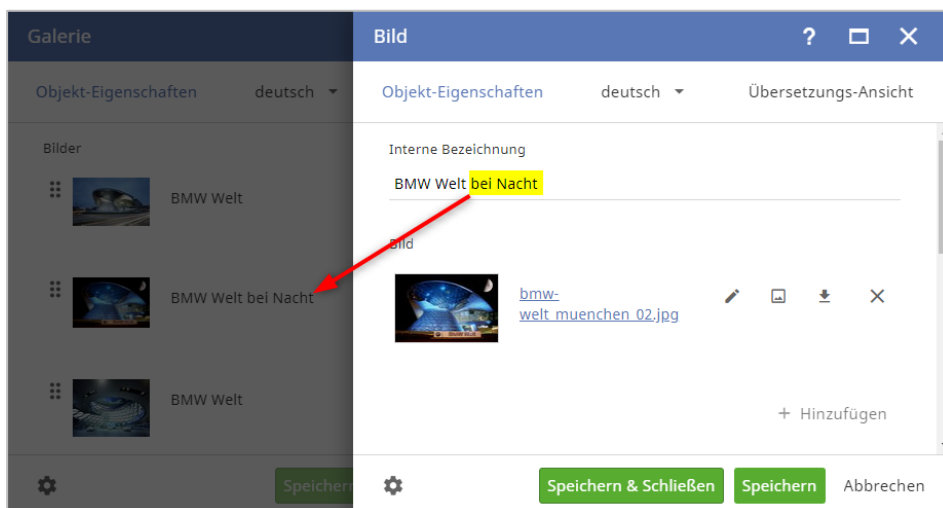 Galerie
Objekt-Eigenschaften deutsch
Bilder
BMW Welt
BMW Welt bei Nacht
BMW Welt
Speichern
Bild ?
Objekt-Eigenschaften deutsch Übersetzungs-Ansicht
Interne Bezeichnung
BMW Welt bei Nacht
Bild
bmw-
welt_muenchen_02.jpg
+ Hinzufügen
Speichern & Schließen Speichern Abbrechen